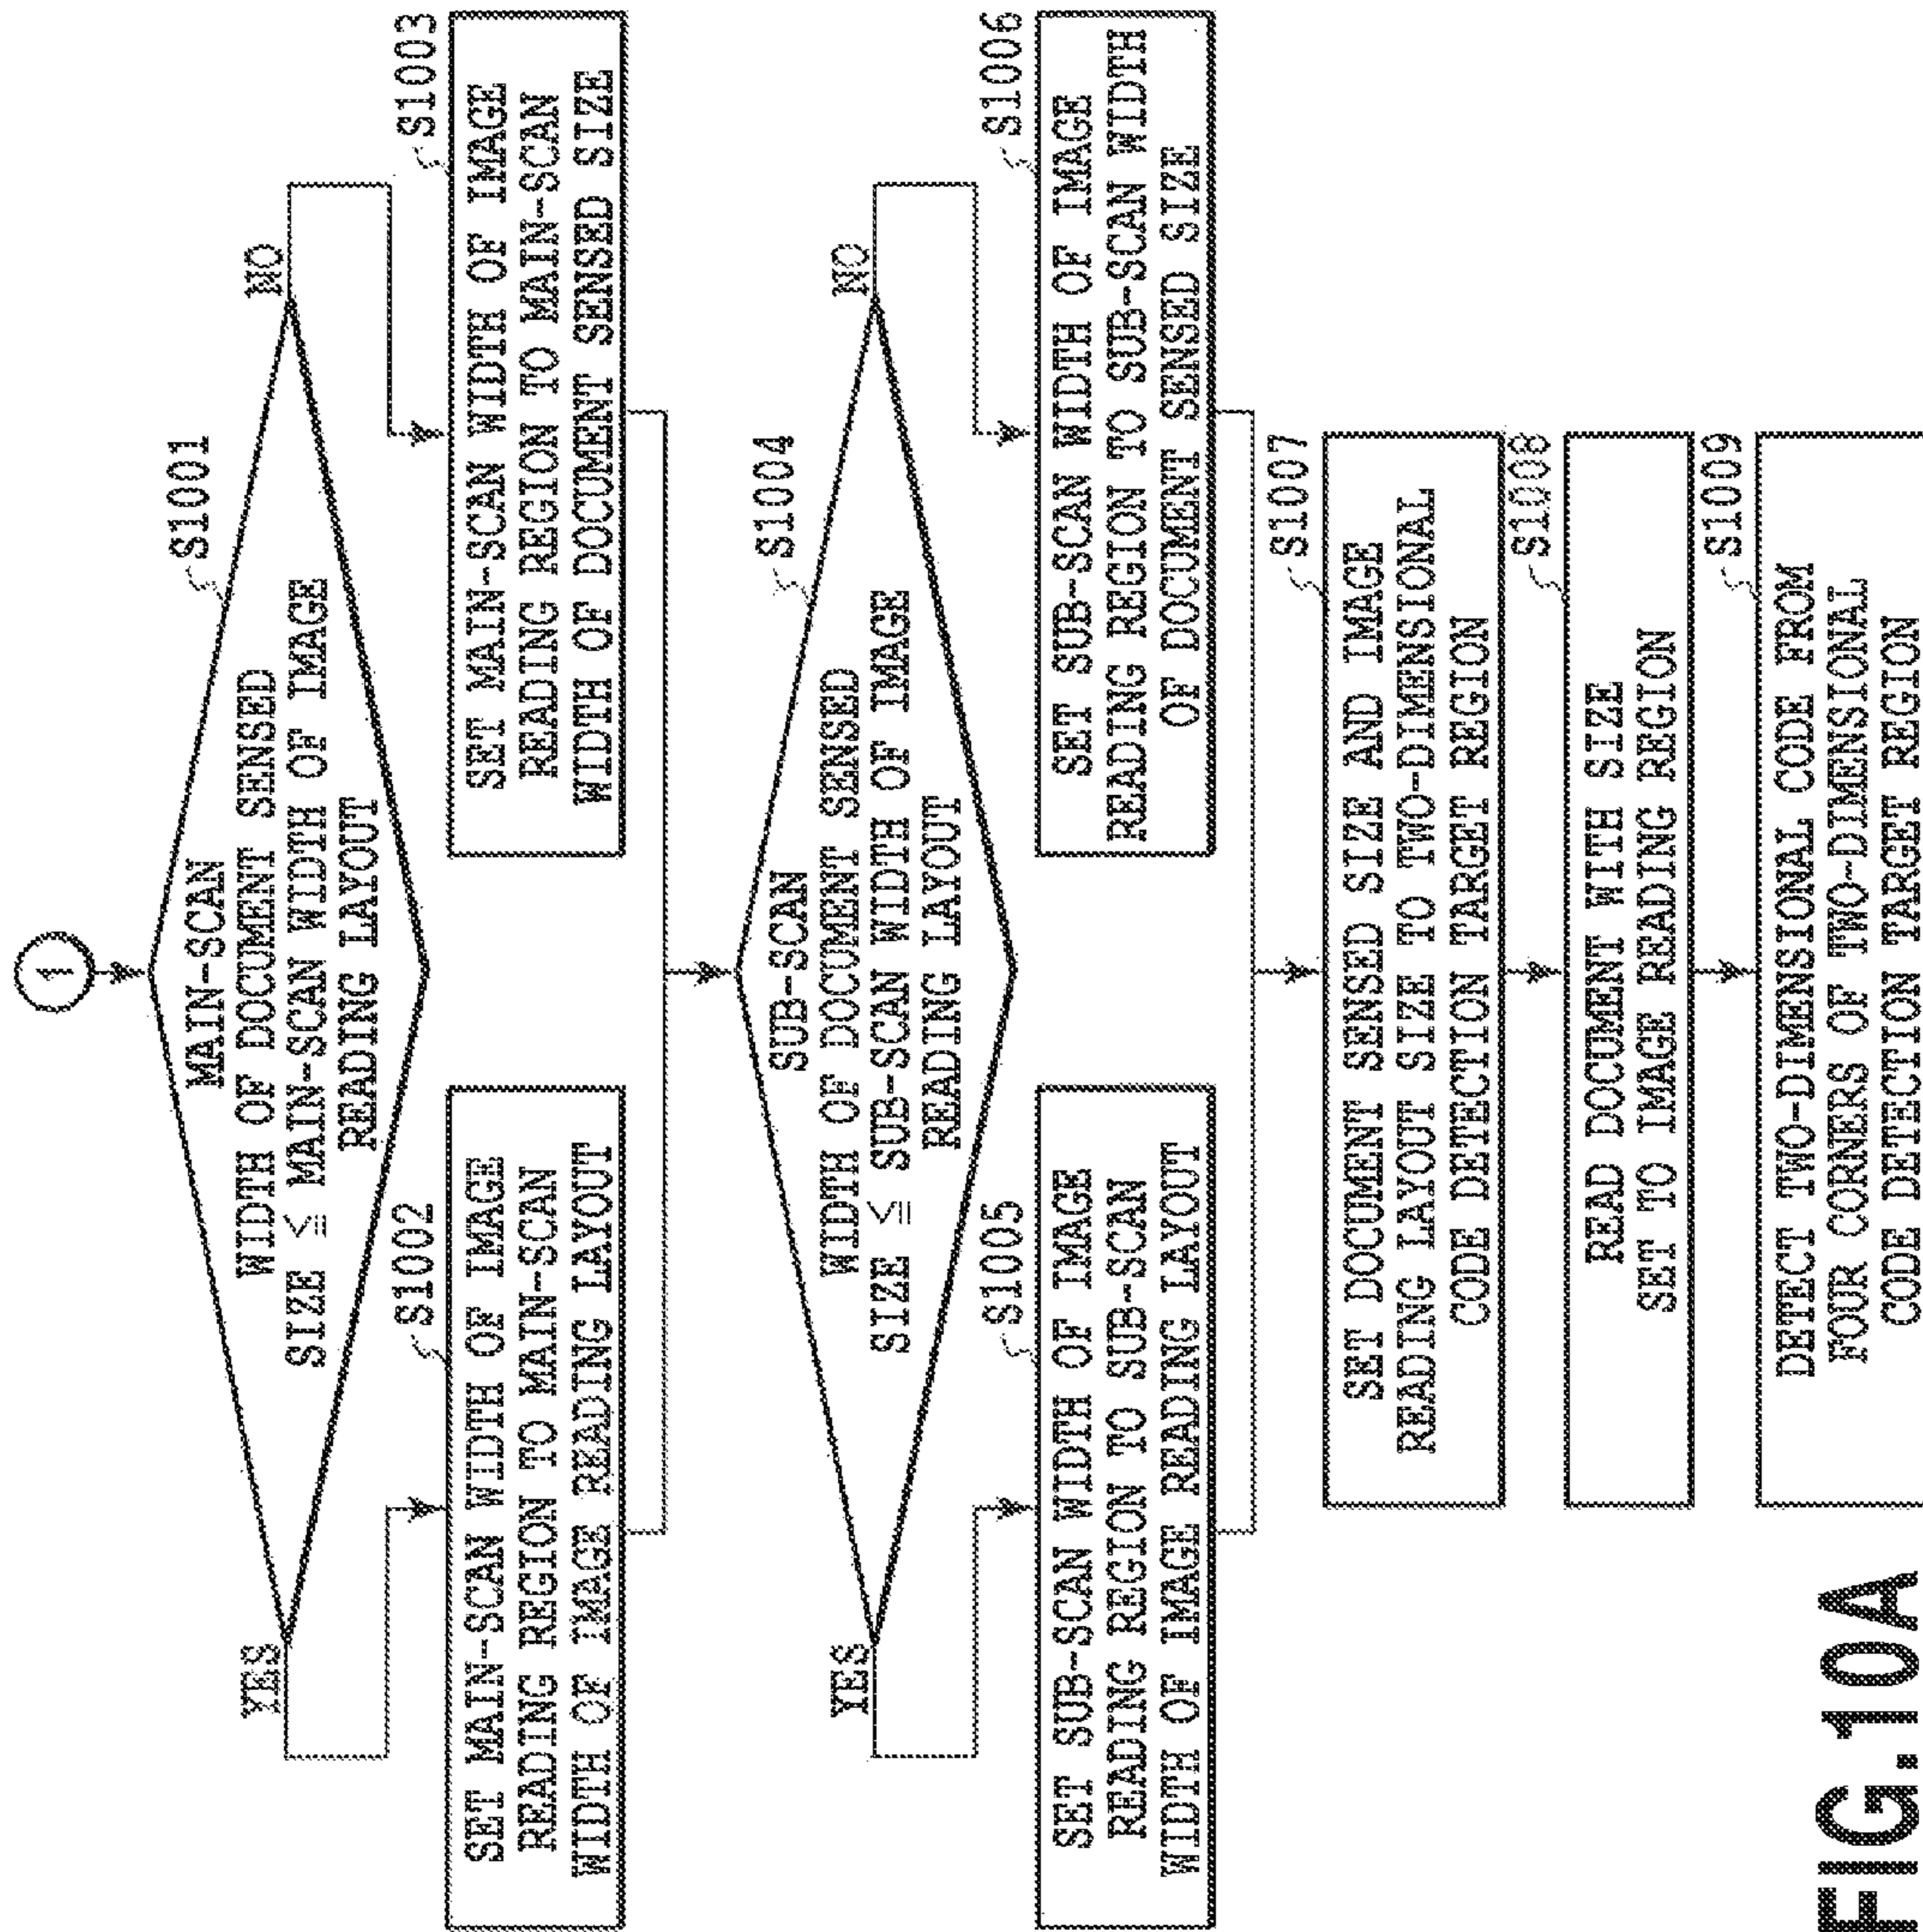 1
S1001
MAIN-SCAN
WIDTH OF DOCUMENT SENSED
SIZE ≦ MAIN-SCAN WIDTH OF IMAGE
READING LAYOUT
YES
NO
S1002
SET MAIN-SCAN WIDTH OF IMAGE
READING REGION TO MAIN-SCAN
WIDTH OF IMAGE READING LAYOUT
S1003
SET MAIN-SCAN WIDTH OF IMAGE
READING REGION TO MAIN-SCAN
WIDTH OF DOCUMENT SENSED SIZE
S1004
SUB-SCAN
WIDTH OF DOCUMENT SENSED
SIZE ≦ SUB-SCAN WIDTH OF IMAGE
READING LAYOUT
YES
NO
S1005
SET SUB-SCAN WIDTH OF IMAGE
READING REGION TO SUB-SCAN
WIDTH OF IMAGE READING LAYOUT
S1006
SET SUB-SCAN WIDTH OF IMAGE
READING REGION TO SUB-SCAN WIDTH
OF DOCUMENT SENSED SIZE
S1007
SET DOCUMENT SENSED SIZE AND IMAGE
READING LAYOUT SIZE TO TWO-DIMENSIONAL
CODE DETECTION TARGET REGION
S1008
READ DOCUMENT WITH SIZE
SET TO IMAGE READING REGION
S1009
DETECT TWO-DIMENSIONAL CODE FROM
FOUR CORNERS OF TWO-DIMENSIONAL
CODE DETECTION TARGET REGION
FIG.10A